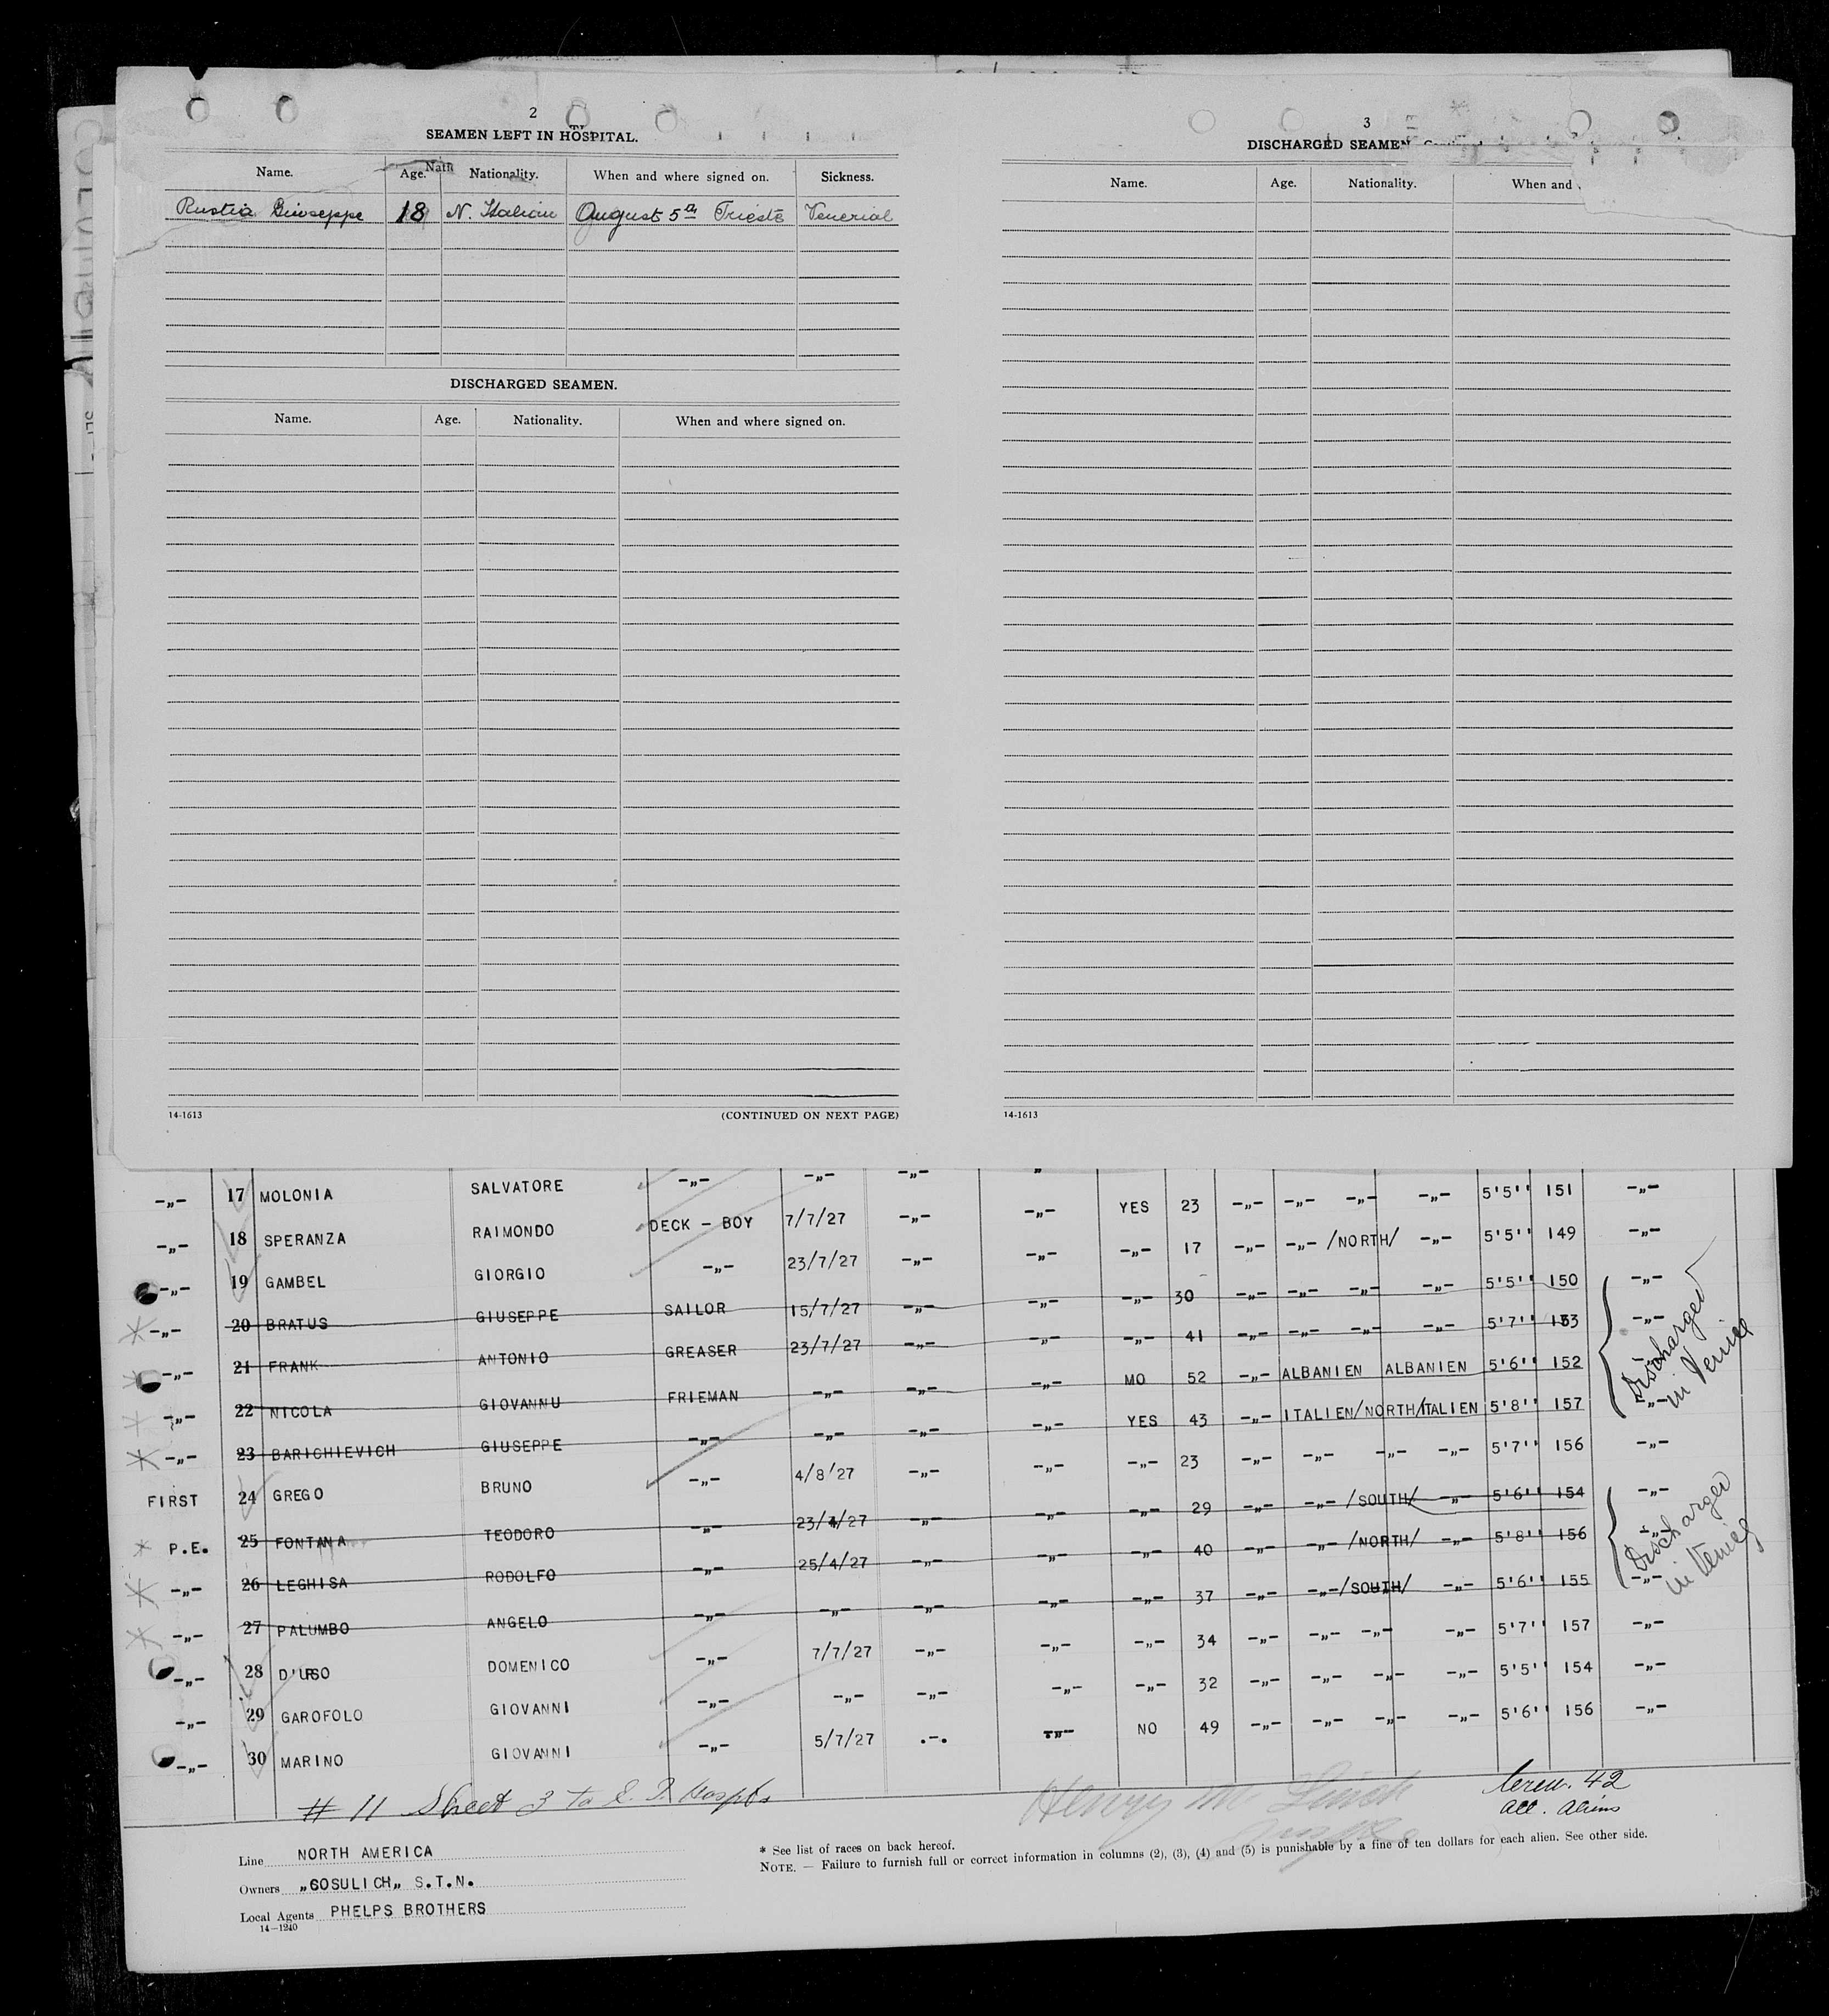 2
SEAMEN LEFT IN HOSPITAL.
Name. Age. Nationality. When and where signed on. Sickness.
Rustia Giuseppe 18 N. Italian August 5th Trieste Venerial
DISCHARGED SEAMEN.
Name. Age. Nationality. When and where signed on.
14-1613 (CONTINUED ON NEXT PAGE)
3
DISCHARGED SEAMEN
Name. Age. Nationality. When and
14-1613
-„- 17 MOLONIA SALVATORE -„- -„- -„- „ YES 23 -„- -„- -„- -„- 5'5'' 151 -„-
-„- 18 SPERANZA RAIMONDO DECK - BOY 7/7/27 -„- -„- -„- 17 -„- -„- /NORTH/ -„- 5'5'' 149 -„-
-„- 19 GAMBEL GIORGIO -„- 23/7/27 -„- -„- -„- 30 -„- -„- -„- -„- 5'5'' 150 -„-
-„- 20 BRATUS GIUSEPPE SAILOR 15/7/27 -„- -„- -„- 41 -„- -„- -„- -„- 5'7'' 153 -„-
-„- 21 FRANK ANTONIO GREASER 23/7/27 -„- -„- MO 52 -„- ALBANIEN ALBANIEN 5'6'' 152
-„- 22 NICOLA GIOVANNU FRIEMAN -„- -„- -„- YES 43 -„- ITALIEN/NORTH/ITALIEN 5'8'' 157 -„-
-„- 23 BARICHIEVICH GIUSEPPE -„- -„- -„- -„- -„- 23 -„- -„- -„- -„- 5'7'' 156 -„-
Discharged in Venice
FIRST 24 GREGO BRUNO -„- 4/8/27 -„- -„- -„- 29 -„- -„- /SOUTH/ -„- 5'6'' 154 -„-
P.E. 25 FONTANA TEODORO -„- 23/4/27 -„- -„- -„- 40 -„- -„- /NORTH/ -„- 5'8'' 156 -„-
-„- 26 LEGHISA RODOLFO -„- 25/4/27 -„- -„- -„- 37 -„- -„-/SOUTH/ -„- 5'6'' 155 -„-
-„- 27 PALUMBO ANGELO -„- -„- -„- -„- -„- 34 -„- -„- -„- -„- 5'7'' 157 -„-
Discharged in Venice
-„- 28 D'URSO DOMENICO -„- 7/7/27 -„- -„- -„- 32 -„- -„- -„- -„- 5'5'' 154 -„-
-„- 29 GAROFOLO GIOVANNI -„- -„- -„- -„- NO 49 -„- -„- -„- -„- 5'6'' 156 -„-
-„- 30 MARINO GIOVANNI -„- 5/7/27 .-. -„-
# 11 Sheet 3 To
Henry M.
42
all. aliens
Line NORTH AMERICA
Owners „COSULICH„ S.T.N.
Local Agents PHELPS BROTHERS
14-1240
* See list of races on back hereof.
NOTE. — Failure to furnish full or correct information in columns (2), (3), (4) and (5) is punishable by a fine of ten dollars for each alien. See other side.